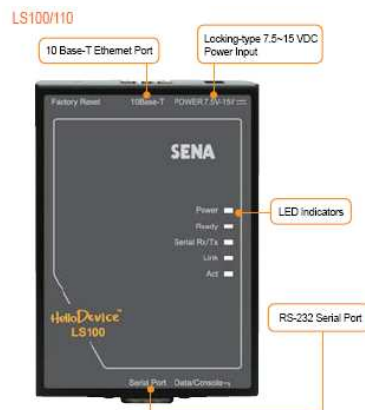 LS100/110
10 Base-T Ethernet Port
Locking-type 7.5~15 VDC
Power Input
Factory Reset 10Base-T POWER 7.5V-15V
SENA
Power
Ready
Serial Rx/Tx
Link
Act
LED Indicators
HelloDevice™
LS100
RS-232 Serial Port
Serial Port Data/Console